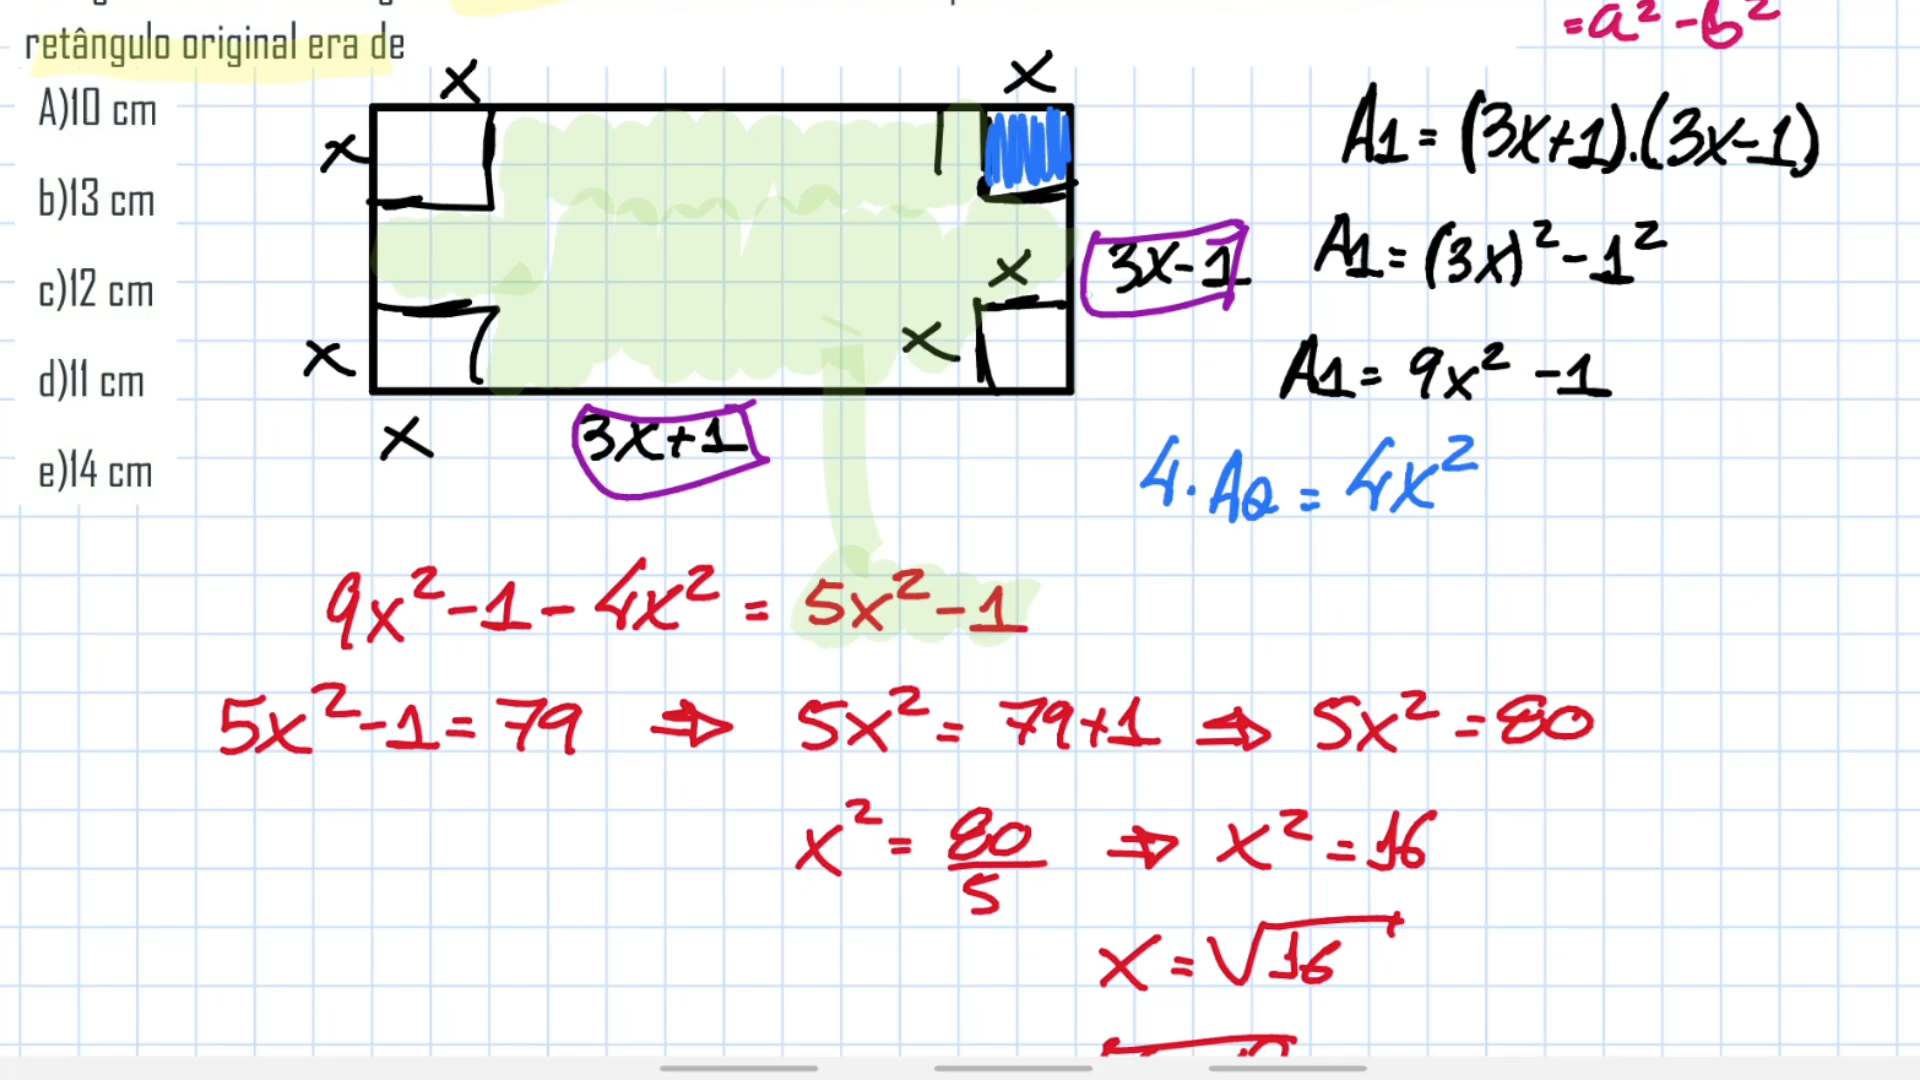 = a² - b²
retângulo original era de
A)10 cm
b)13 cm
c)12 cm
d)11 cm
e)14 cm
x x
x
x
3x-1
x
x
x
3x+1
A1 = (3x+1).(3x-1)
A1 = (3x)² - 1²
A1 = 9x² - 1
4. AQ = 4x²
9x² - 1 - 4x² = 5x² - 1
5x² - 1 = 79 ⇒ 5x² = 79+1 ⇒ 5x² = 80
x² = 80/5 ⇒ x² = 16
x = √16